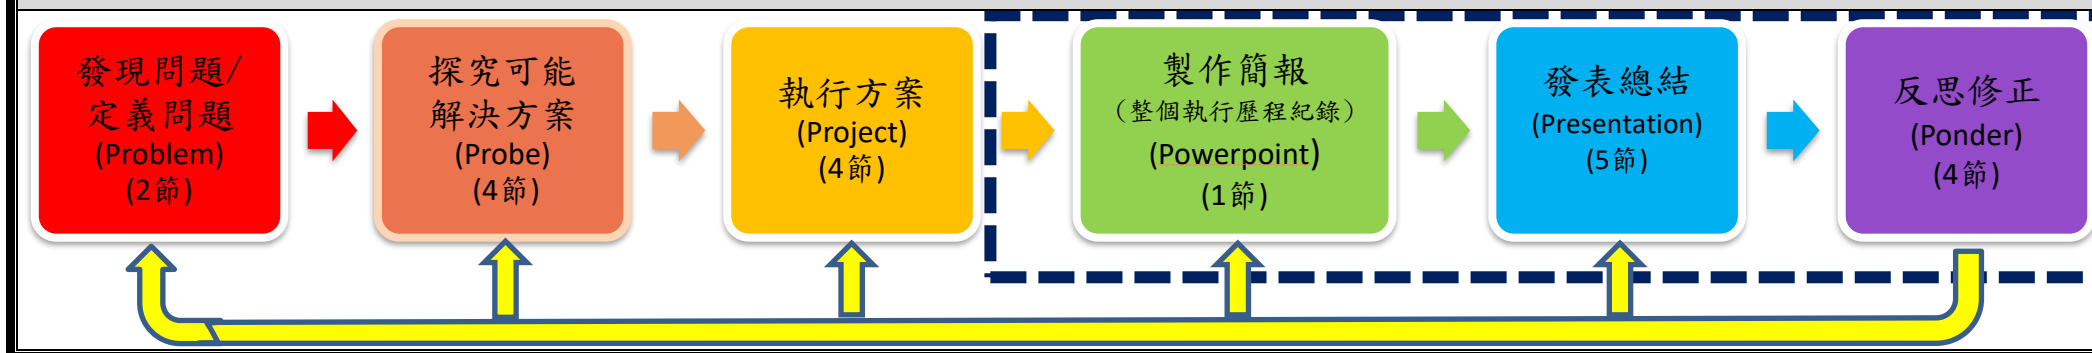 發現問題/
定義問題
(Problem)
(2節)
探究可能
解決方案
(Probe)
(4節)
執行方案
(Project)
(4節)
製作簡報
(整個執行歷程紀錄)
(Powerpoint)
(1節)
發表總結
(Presentation)
(5節)
反思修正
(Ponder)
(4節)